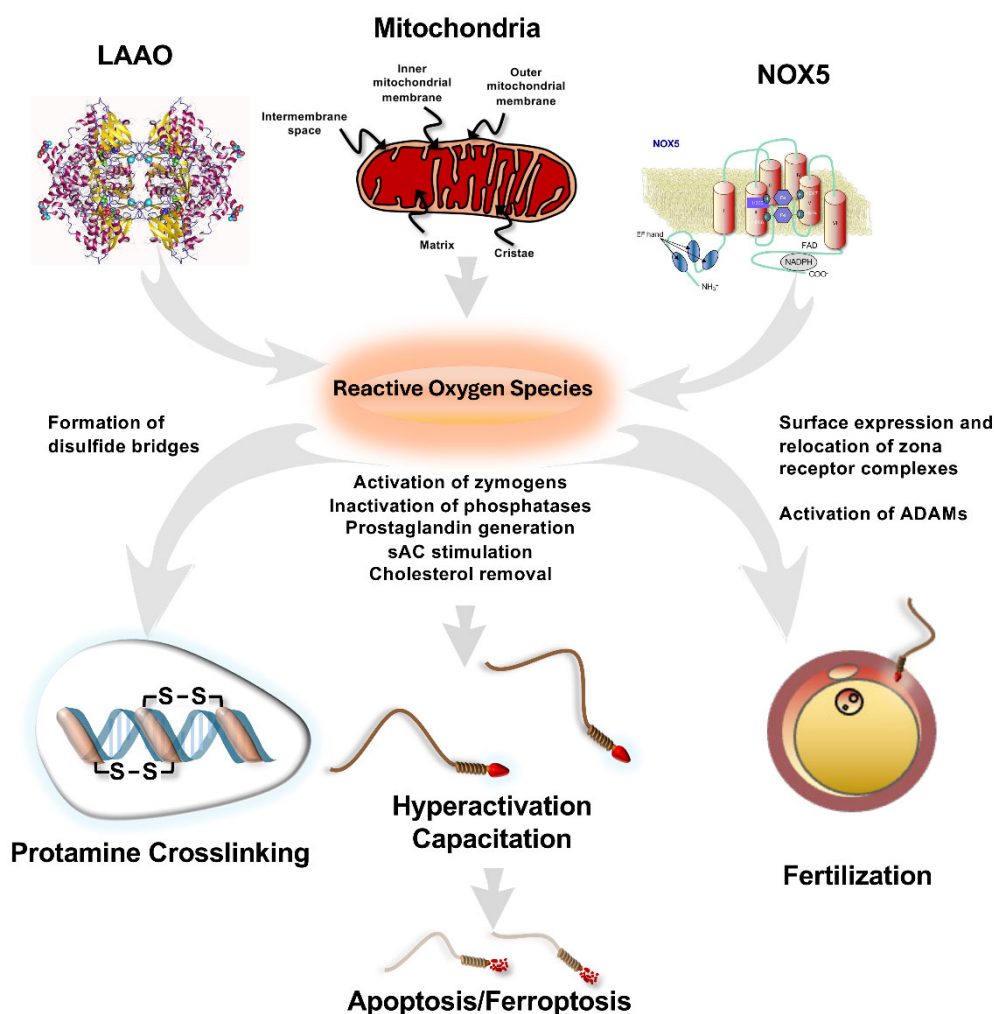 LAAO
Mitochondria
NOX5
Inner
mitochondrial
membrane
Outer
mitochondrial
membrane
Intermembrane
space
Matrix
Cristae
NOX5
EF hand
NH₃⁺
FAD
NADPH
COO⁻
Reactive Oxygen Species
Formation of
disulfide bridges
Activation of zymogens
Inactivation of phosphatases
Prostaglandin generation
sAC stimulation
Cholesterol removal
Surface expression and
relocation of zona
receptor complexes
Activation of ADAMs
S-S
S-S
Protamine Crosslinking
Hyperactivation
Capacitation
Fertilization
Apoptosis/Ferroptosis